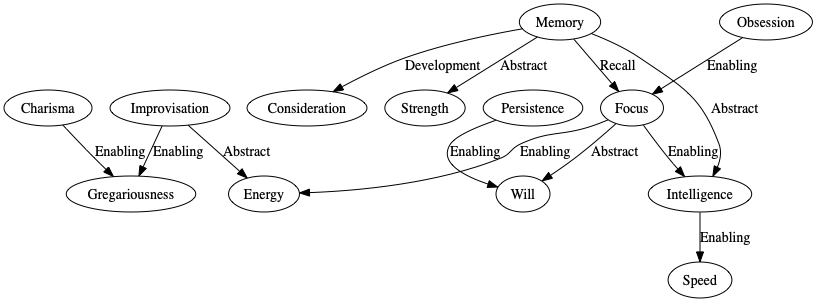 Memory
Obsession
Development
Abstract
Recall
Enabling
Charisma
Improvisation
Consideration
Strength
Persistence
Focus
Abstract
Enabling
Enabling
Abstract
Enabling
Enabling
Abstract
Enabling
Gregariousness
Energy
Will
Intelligence
Enabling
Speed